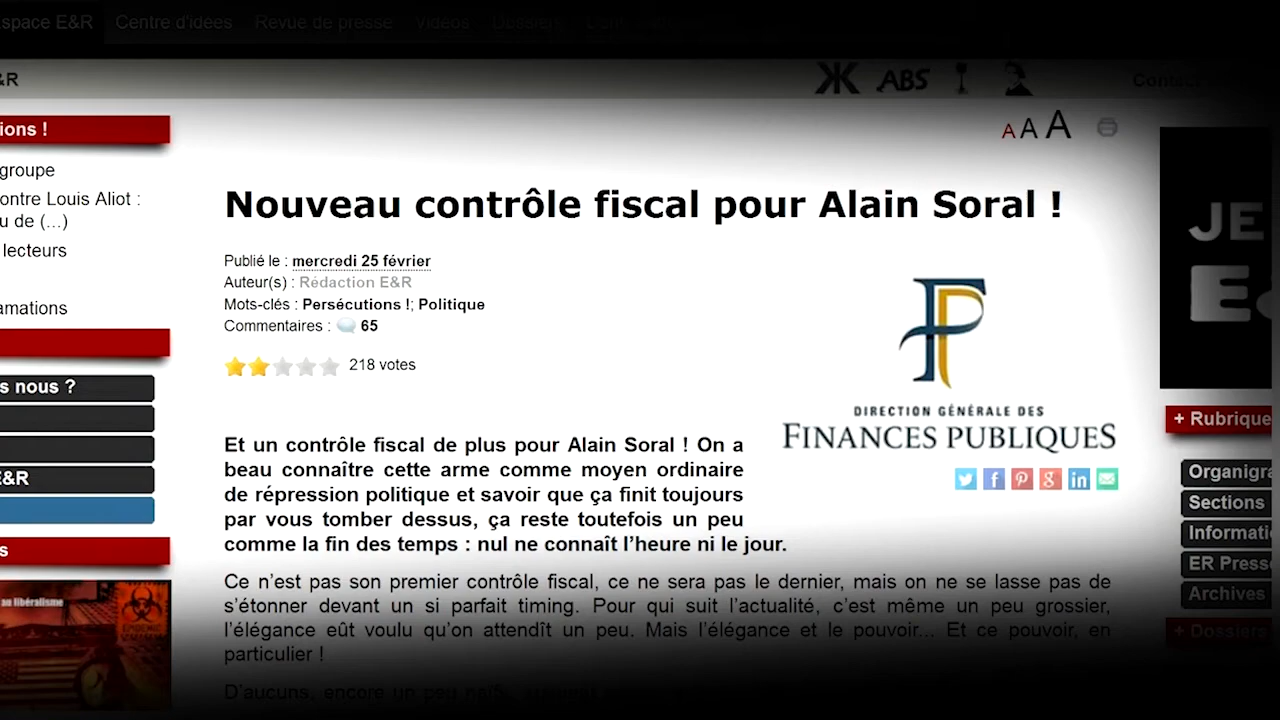 space E&R Centre d'idées Revue de presse Vidéos Dossiers
&R
ABS
Contact
ions !
groupe
ontre Louis Aliot :
u de (...)
lecteurs
amations
s nous ?
E&R
s
au libéralisme
A A A
Nouveau contrôle fiscal pour Alain Soral !
Publié le : mercredi 25 février
Auteur(s) : Rédaction E&R
Mots-clés : Persécutions !; Politique
Commentaires : 65
218 votes
DIRECTION GÉNÉRALE DES
FINANCES PUBLIQUES
Et un contrôle fiscal de plus pour Alain Soral ! On a
beau connaître cette arme comme moyen ordinaire
de répression politique et savoir que ça finit toujours
par vous tomber dessus, ça reste toutefois un peu
comme la fin des temps : nul ne connaît l’heure ni le jour.
Ce n’est pas son premier contrôle fiscal, ce ne sera pas le dernier, mais on ne se lasse pas de
s’étonner devant un si parfait timing. Pour qui suit l’actualité, c’est même un peu grossier,
l’élégance eût voulu qu’on attendît un peu. Mais l’élégance et le pouvoir... Et ce pouvoir, en
particulier !
D’aucuns, encore un peu naïfs,
JE
E&
+ Rubrique
Organigra
Sections
Informati
ER Presse
Archives
+ Dossiers